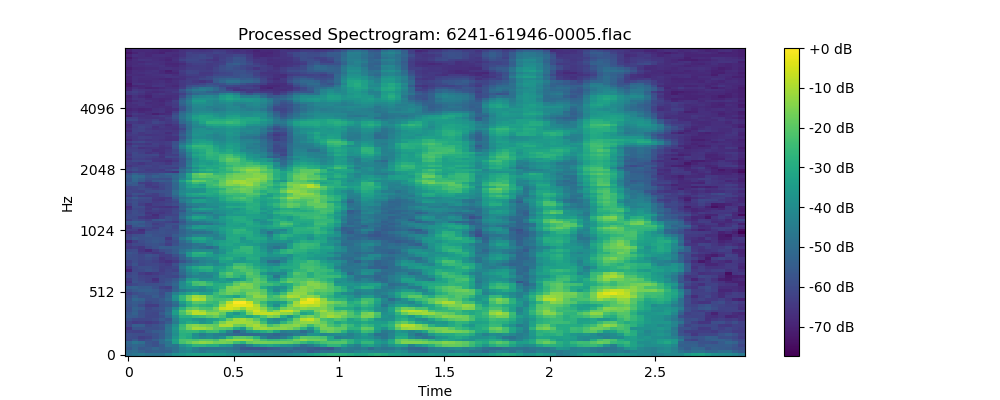 Processed Spectrogram: 6241-61946-0005.flac
Hz
4096
2048
1024
512
0
0 0.5 1 1.5 2 2.5
Time
+0 dB
-10 dB
-20 dB
-30 dB
-40 dB
-50 dB
-60 dB
-70 dB